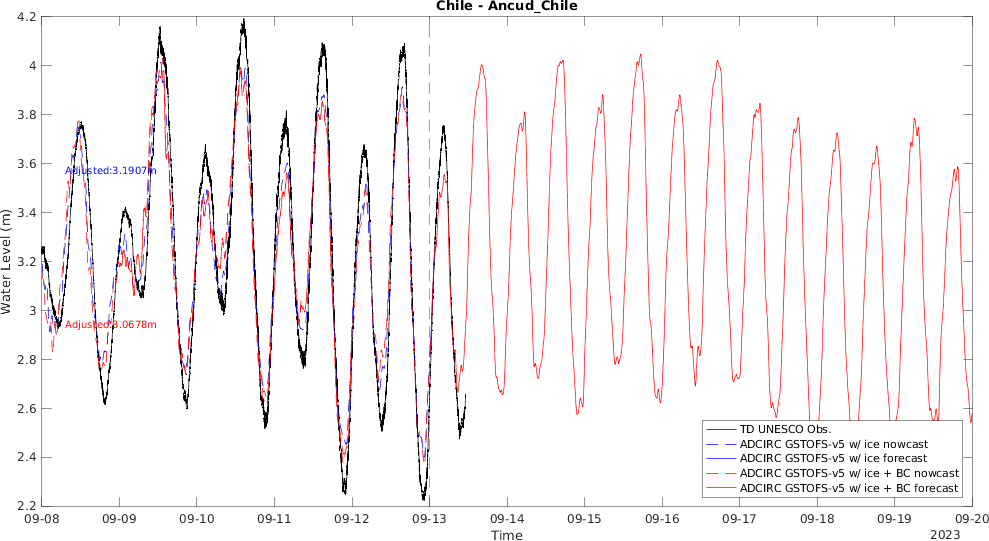 Chile - Ancud_Chile
4.2
4
3.8
3.6
3.4
3.2
3
2.8
2.6
2.4
2.2
Water Level (m)
Adjusted:3.1907m
Adjusted:3.0678m
TD UNESCO Obs.
ADCIRC GSTOFS-v5 w/ ice nowcast
ADCIRC GSTOFS-v5 w/ ice forecast
ADCIRC GSTOFS-v5 w/ ice + BC nowcast
ADCIRC GSTOFS-v5 w/ ice + BC forecast
09-08 09-09 09-10 09-11 09-12 09-13 09-14 09-15 09-16 09-17 09-18 09-19 09-20
Time
2023